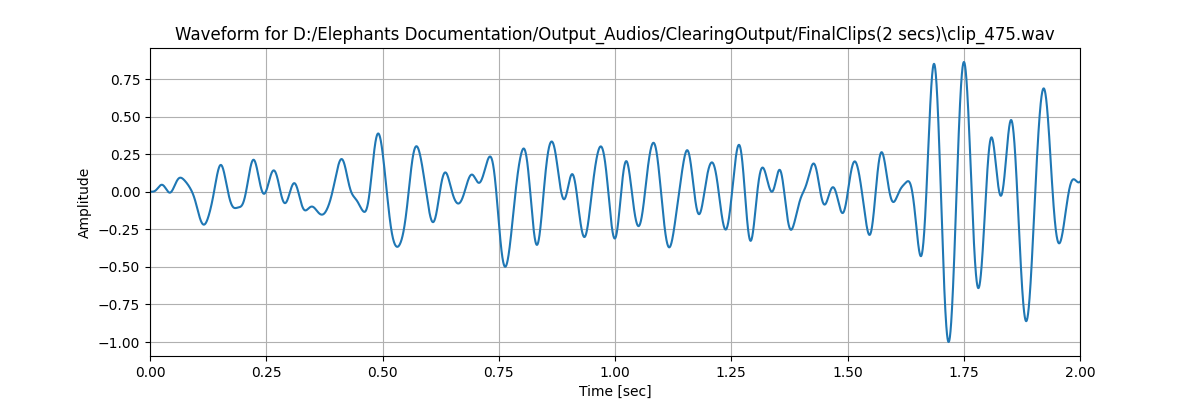 Waveform for D:/Elephants Documentation/Output_Audios/ClearingOutput/FinalClips(2 secs)\clip_475.wav
Amplitude
0.75
0.50
0.25
0.00
−0.25
−0.50
−0.75
−1.00
0.00 0.25 0.50 0.75 1.00 1.25 1.50 1.75 2.00
Time [sec]